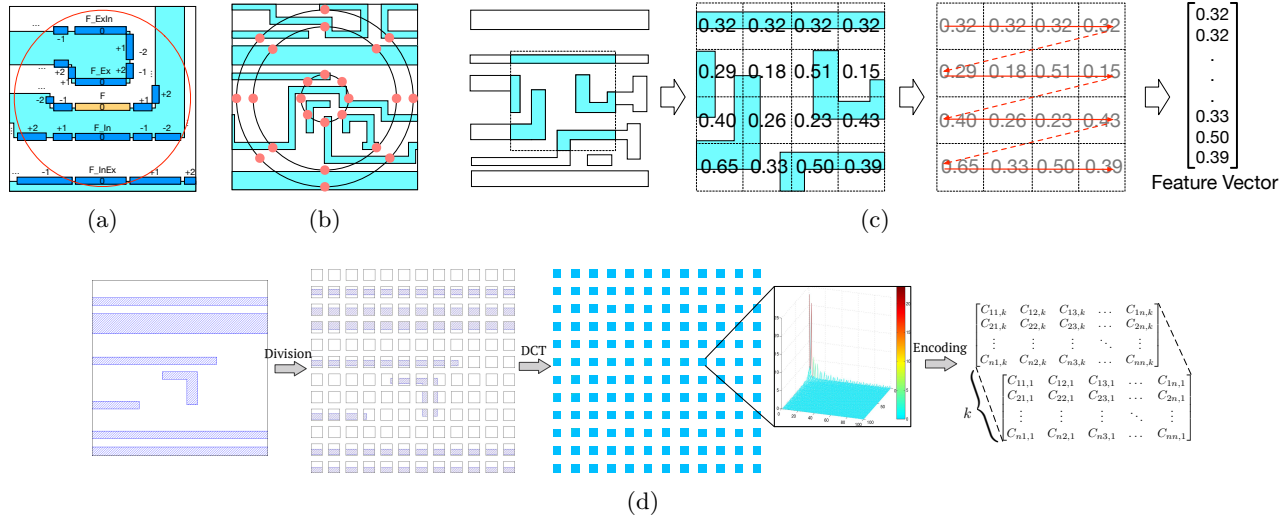 F_ExIn
... -1 0 +1
+1 -2
... F_Ex
+2 +1 0 +2 -1
... F
-2 -1 0 +1 +2
... F_In
+2 +1 0 -1 -2
F_InEx
... -1 0 +1 +2
(a)
(b)
0.32 0.32 0.32 0.32
0.29 0.18 0.51 0.15
0.40 0.26 0.23 0.43
0.65 0.33 0.50 0.39
0.32 0.32 0.32 0.32
0.29 0.18 0.51 0.15
0.40 0.26 0.23 0.43
0.65 0.33 0.50 0.39
0.32
0.32
.
.
.
0.33
0.50
0.39
Feature Vector
(c)
Division
DCT
Encoding
C11,k C12,k C13,k ... C1n,k
C21,k C22,k C23,k ... C2n,k
⋮ ⋮ ⋮ ⋱ ⋮
Cn1,k Cn2,k Cn3,k ... Cnn,k
k
C11,1 C12,1 C13,1 ... C1n,1
C21,1 C22,1 C23,1 ... C2n,1
⋮ ⋮ ⋮ ⋱ ⋮
Cn1,1 Cn2,1 Cn3,1 ... Cnn,1
(d)